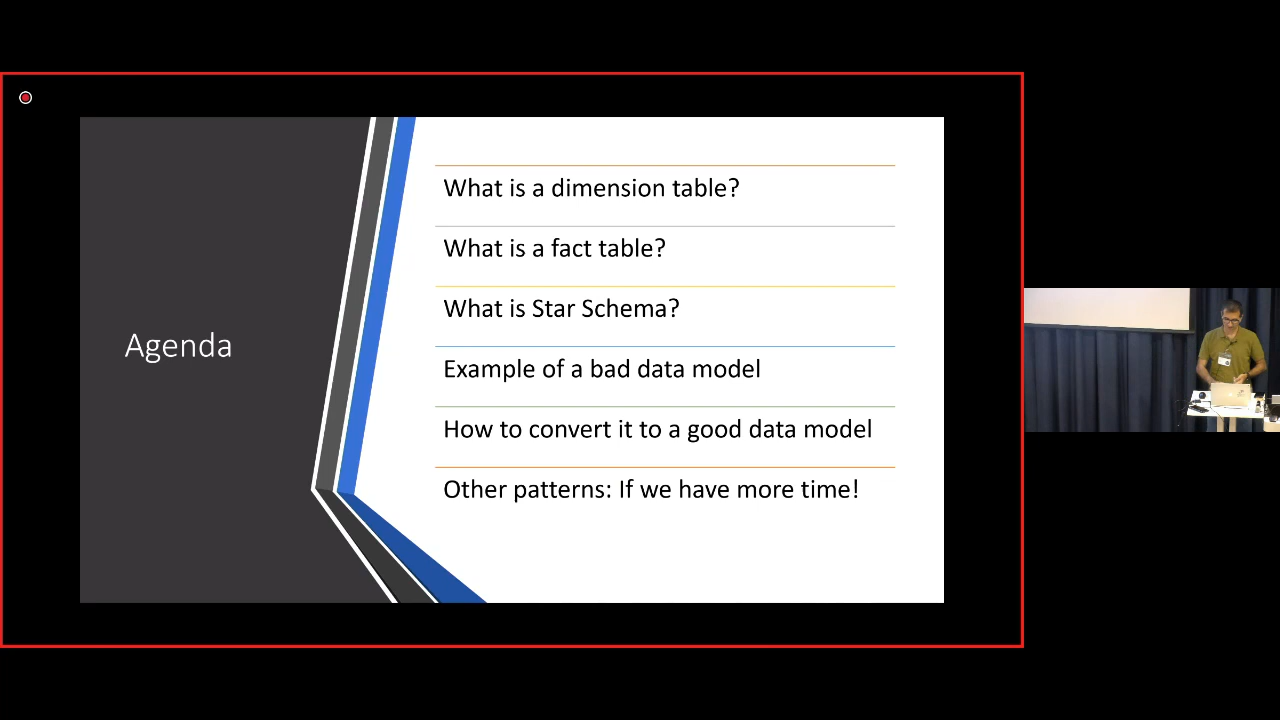 Agenda
What is a dimension table?
What is a fact table?
What is Star Schema?
Example of a bad data model
How to convert it to a good data model
Other patterns: If we have more time!